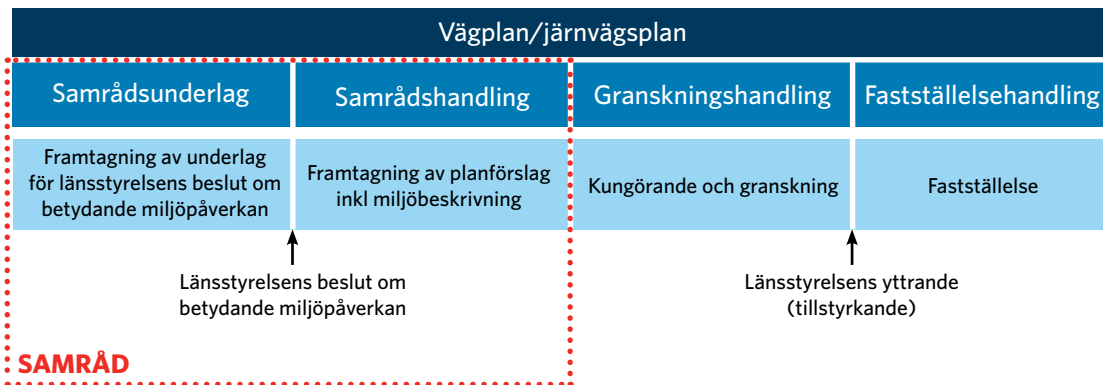 Vägplan/järnvägsplan
Samrådsunderlag
Samrådshandling
Granskningshandling
Fastställelsehandling
Framtagning av underlag
för länsstyrelsens beslut om
betydande miljöpåverkan
Framtagning av planförslag
inkl miljöbeskrivning
Kungörande och granskning
Fastställelse
Länsstyrelsens beslut om
betydande miljöpåverkan
Länsstyrelsens yttrande
(tillstyrkande)
SAMRÅD